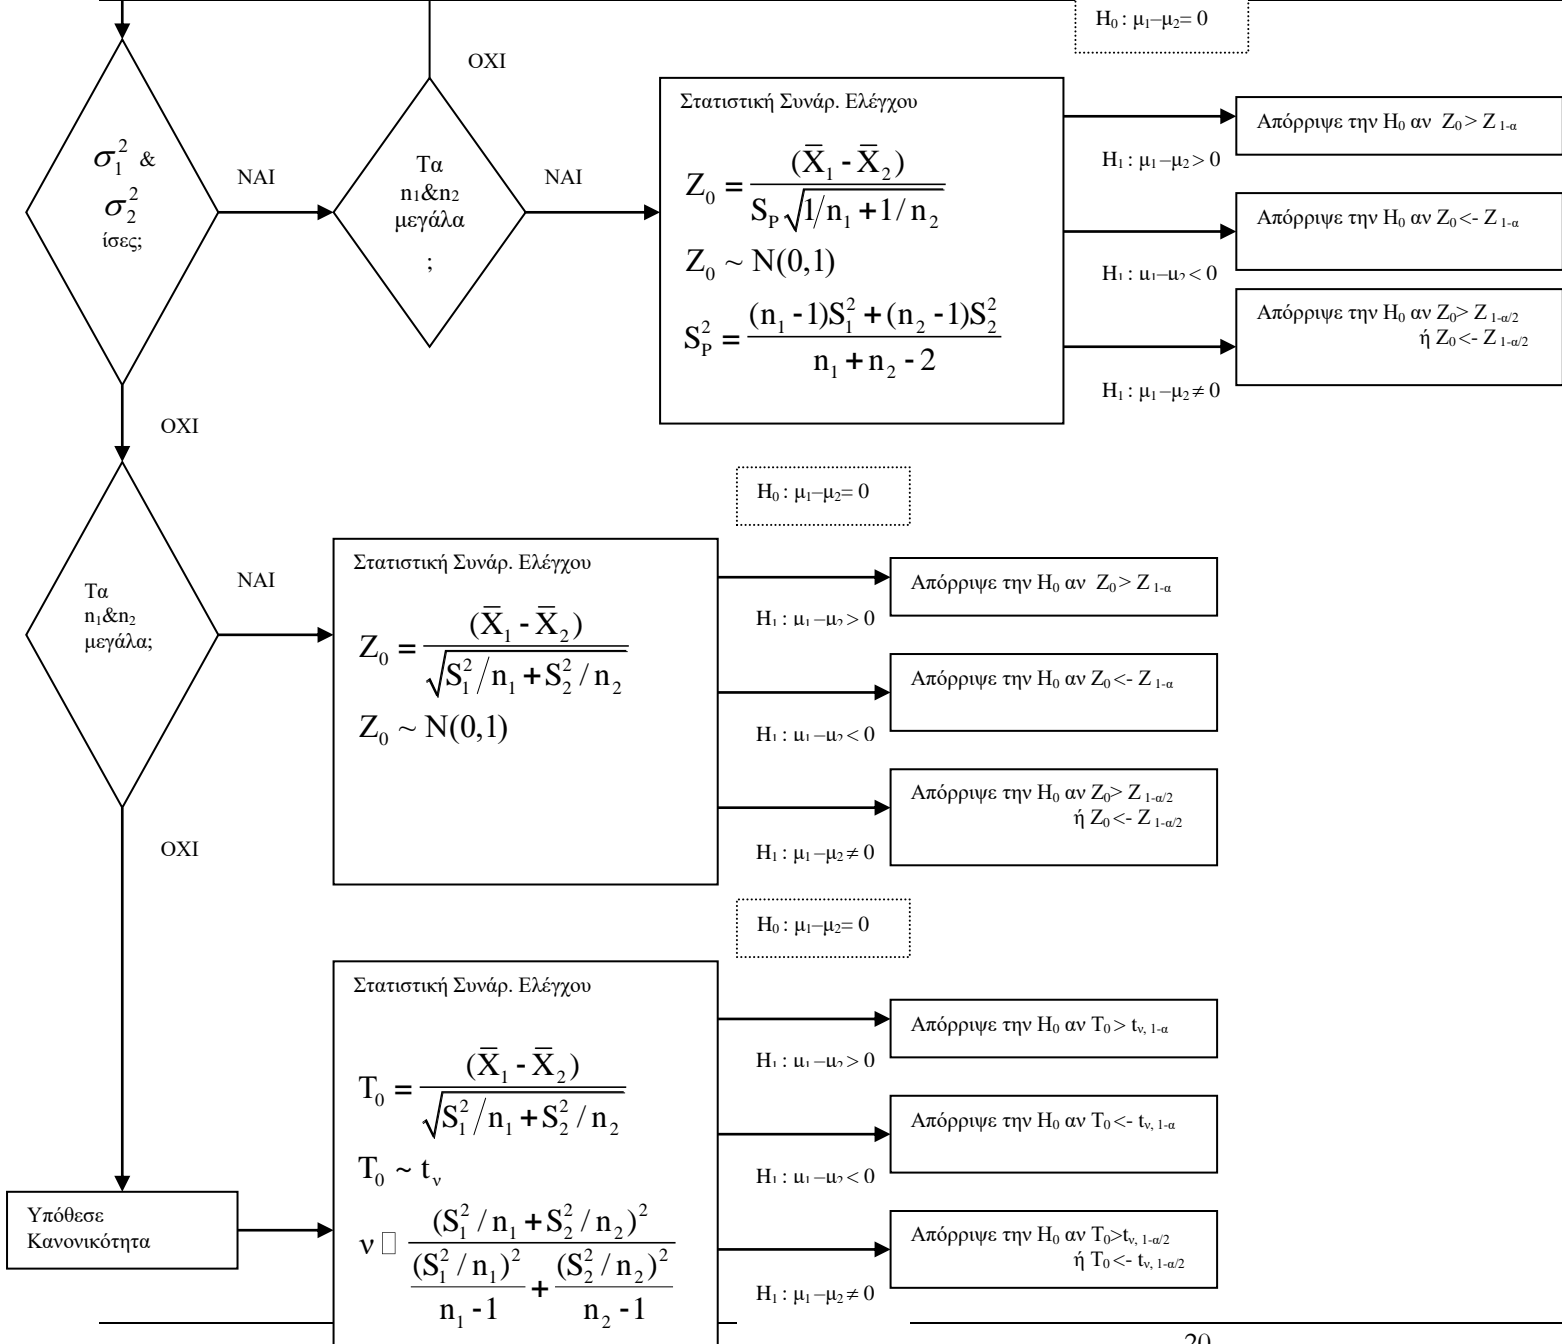 H₀ : μ₁–μ₂= 0
ΟΧΙ
σ₁² &
σ₂²
ίσες;
ΝΑΙ
Τα
n₁&n₂
μεγάλα
;
ΝΑΙ
Στατιστική Συνάρ. Ελέγχου
Z₀ = (X̄₁ - X̄₂) / S_P √1/n₁ + 1/n₂
Z₀ ~ N(0,1)
S_P² = (n₁ -1)S₁² + (n₂ -1)S₂² / n₁ + n₂ - 2
Απόρριψε την H₀ αν Z₀ > Z 1-α
H₁ : μ₁–μ₂ > 0
Απόρριψε την H₀ αν Z₀ <- Z 1-α
H₁ : μ₁–μ₂ < 0
Απόρριψε την H₀ αν Z₀> Z 1-α/2
ή Z₀ <- Z 1-α/2
H₁ : μ₁–μ₂ ≠ 0
ΟΧΙ
H₀ : μ₁–μ₂= 0
Τα
n₁&n₂
μεγάλα;
ΝΑΙ
Στατιστική Συνάρ. Ελέγχου
Z₀ = (X̄₁ - X̄₂) / √S₁²/n₁ + S₂²/n₂
Z₀ ~ N(0,1)
Απόρριψε την H₀ αν Z₀ > Z 1-α
H₁ : μ₁–μ₂ > 0
Απόρριψε την H₀ αν Z₀ <- Z 1-α
H₁ : μ₁–μ₂ < 0
Απόρριψε την H₀ αν Z₀> Z 1-α/2
ή Z₀ <- Z 1-α/2
H₁ : μ₁–μ₂ ≠ 0
ΟΧΙ
H₀ : μ₁–μ₂= 0
Στατιστική Συνάρ. Ελέγχου
T₀ = (X̄₁ - X̄₂) / √S₁²/n₁ + S₂²/n₂
T₀ ~ t_ν
ν □ (S₁²/n₁ + S₂²/n₂)² / (S₁²/n₁)²/n₁ -1 + (S₂²/n₂)²/n₂ -1
Απόρριψε την H₀ αν T₀ > t ν, 1-α
H₁ : μ₁–μ₂ > 0
Απόρριψε την H₀ αν T₀ <- t ν, 1-α
H₁ : μ₁–μ₂ < 0
Απόρριψε την H₀ αν T₀>t ν, 1-α/2
ή T₀ <- t ν, 1-α/2
H₁ : μ₁–μ₂ ≠ 0
Υπόθεσε
Κανονικότητα
20